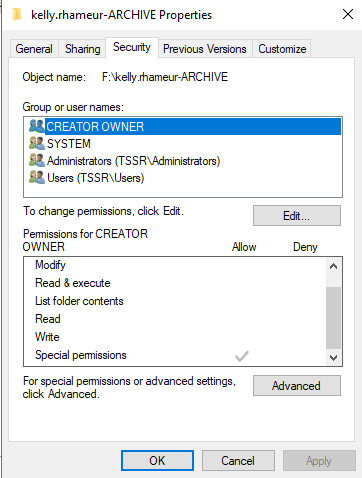 kelly.rhameur-ARCHIVE Properties
General Sharing Security Previous Versions Customize
Object name: F:\kelly.rhameur-ARCHIVE
Group or user names:
CREATOR OWNER
SYSTEM
Administrators (TSSR\Administrators)
Users (TSSR\Users)
To change permissions, click Edit.
Edit...
Permissions for CREATOR
OWNER Allow Deny
Modify
Read & execute
List folder contents
Read
Write
Special permissions
For special permissions or advanced settings,
click Advanced.
Advanced
OK Cancel Apply